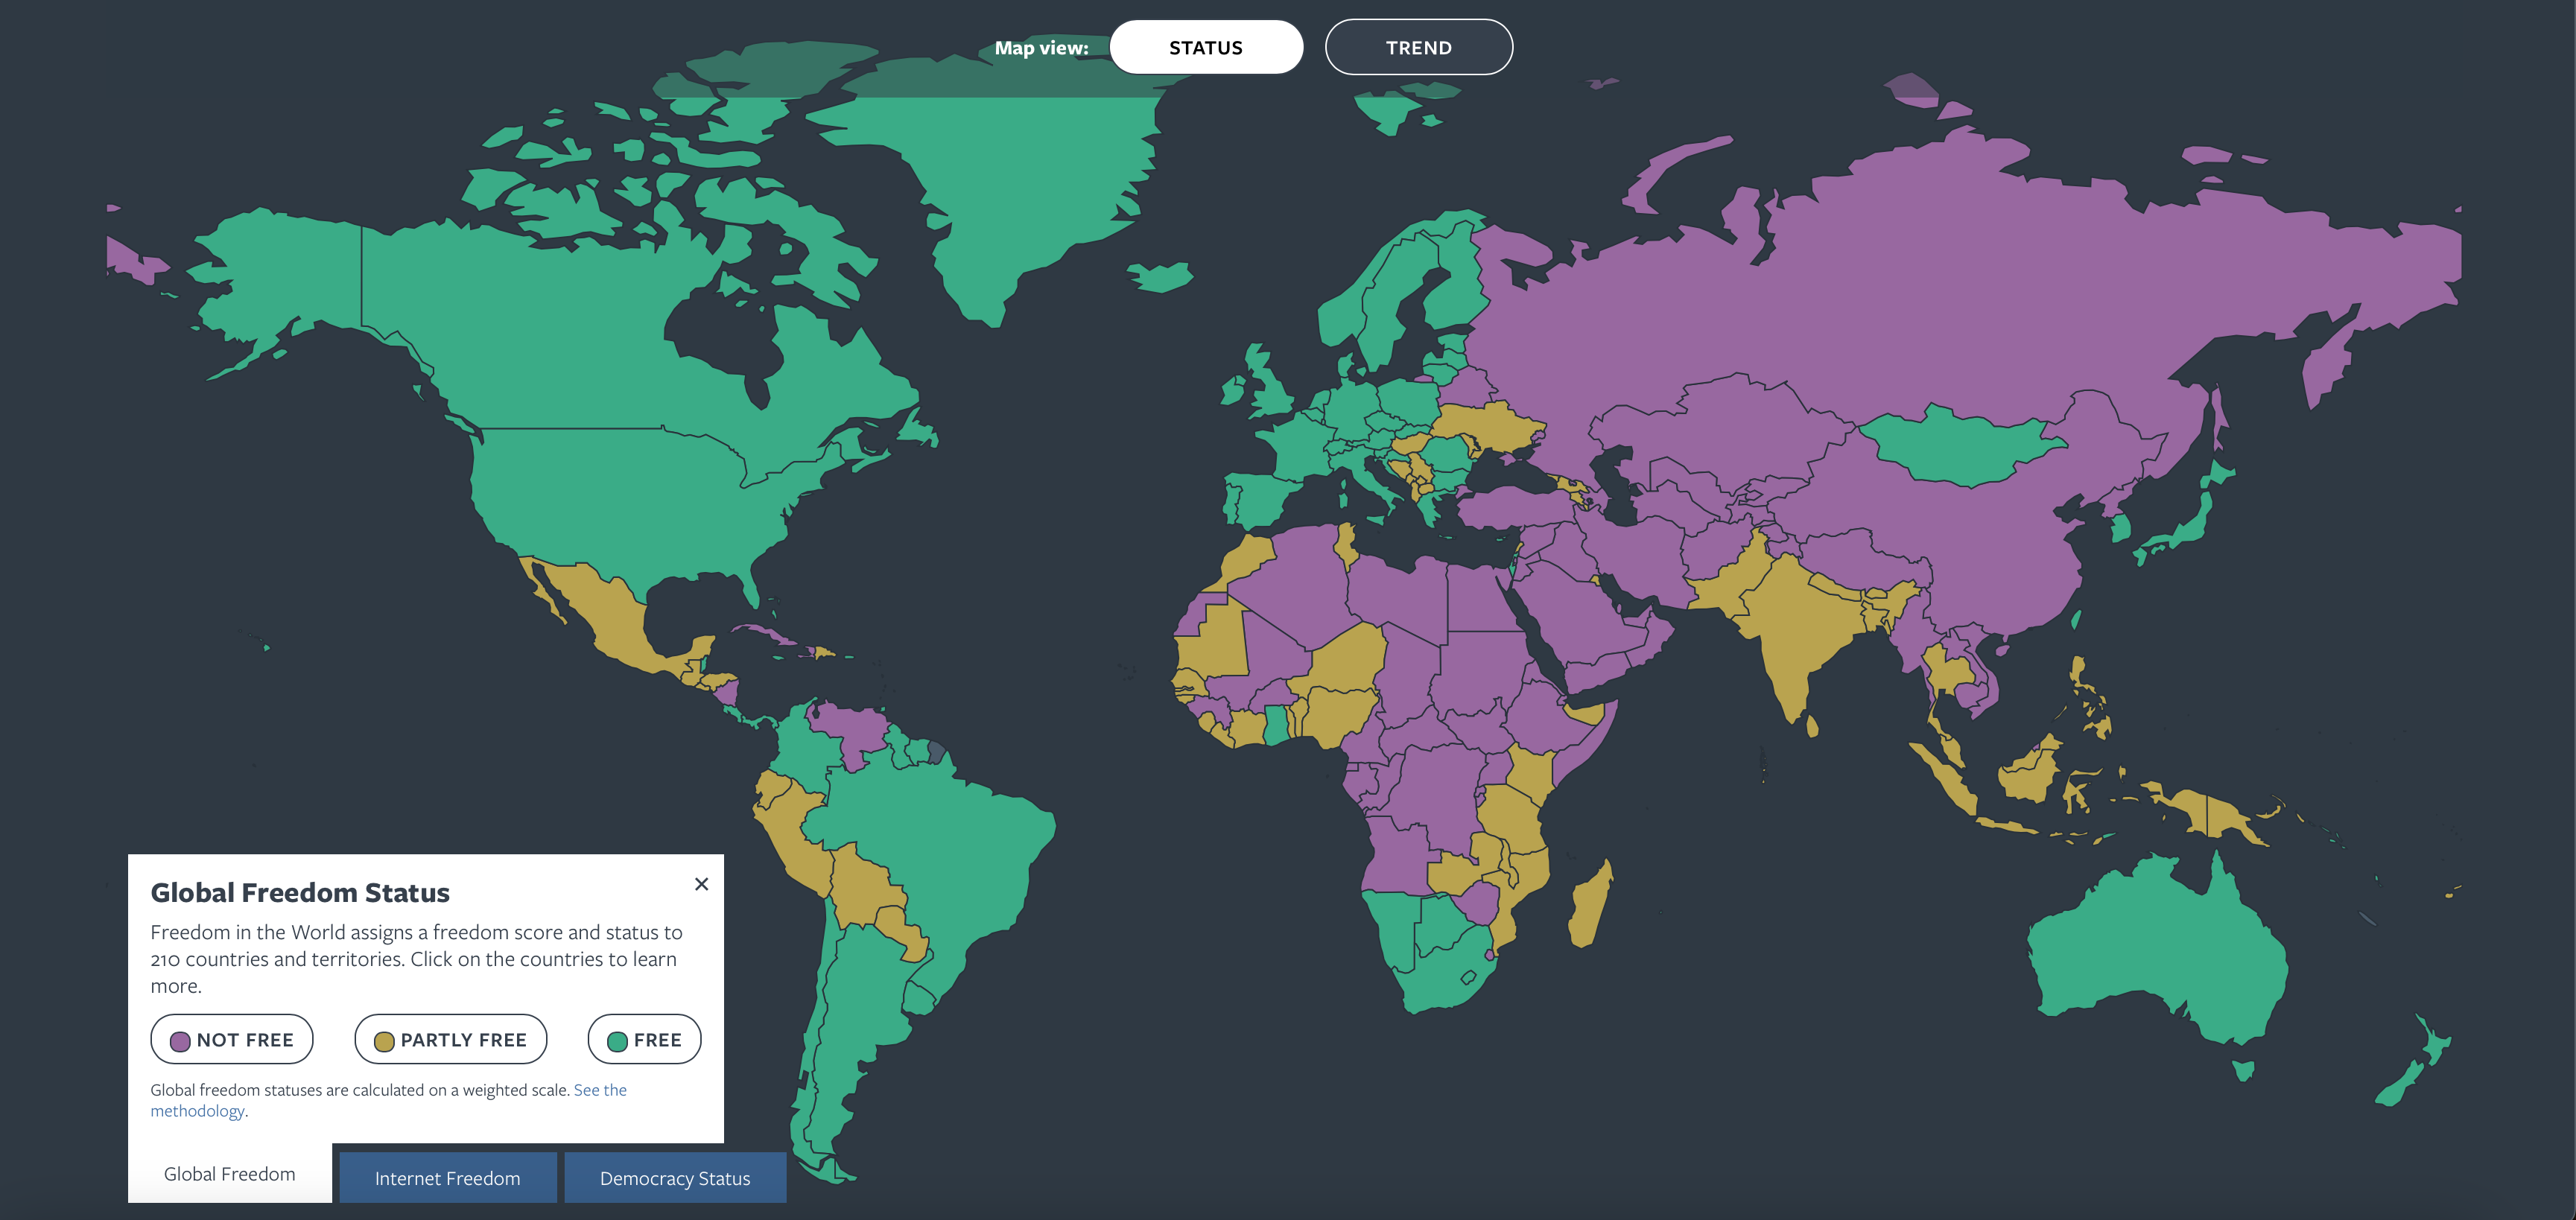 Map view: STATUS TREND
Global Freedom Status ×
Freedom in the World assigns a freedom score and status to
210 countries and territories. Click on the countries to learn
more.
NOT FREE PARTLY FREE FREE
Global freedom statuses are calculated on a weighted scale. See the
methodology.
Global Freedom Internet Freedom Democracy Status